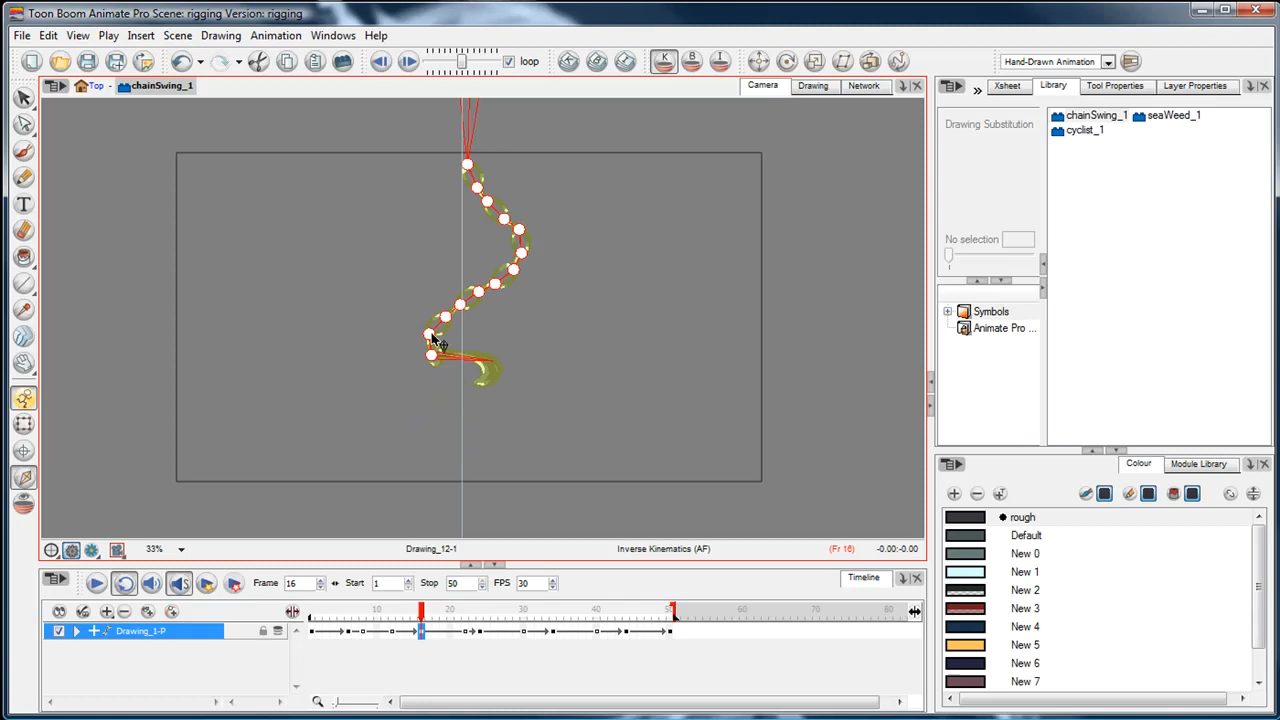 Toon Boom Animate Pro Scene: rigging Version: rigging
File Edit View Play Insert Scene Drawing Animation Windows Help
loop K B T Hand-Drawn Animation
Top chainSwing_1 Camera Drawing Network Xsheet Library Tool Properties Layer Properties
Drawing Substitution
chainSwing_1 seaWeed_1
cyclist_1
No selection
Symbols
Animate Pro ...
Colour Module Library
rough
Default
New 0
New 1
New 2
New 3
New 4
New 5
New 6
New 7
33% Drawing_12-1 Inverse Kinematics (AF) (Fr 16) -0.00:-0.00
Frame 16 Start 1 Stop 50 FPS 30 Timeline
10 20 30 40 60 70 80
Drawing_1-P